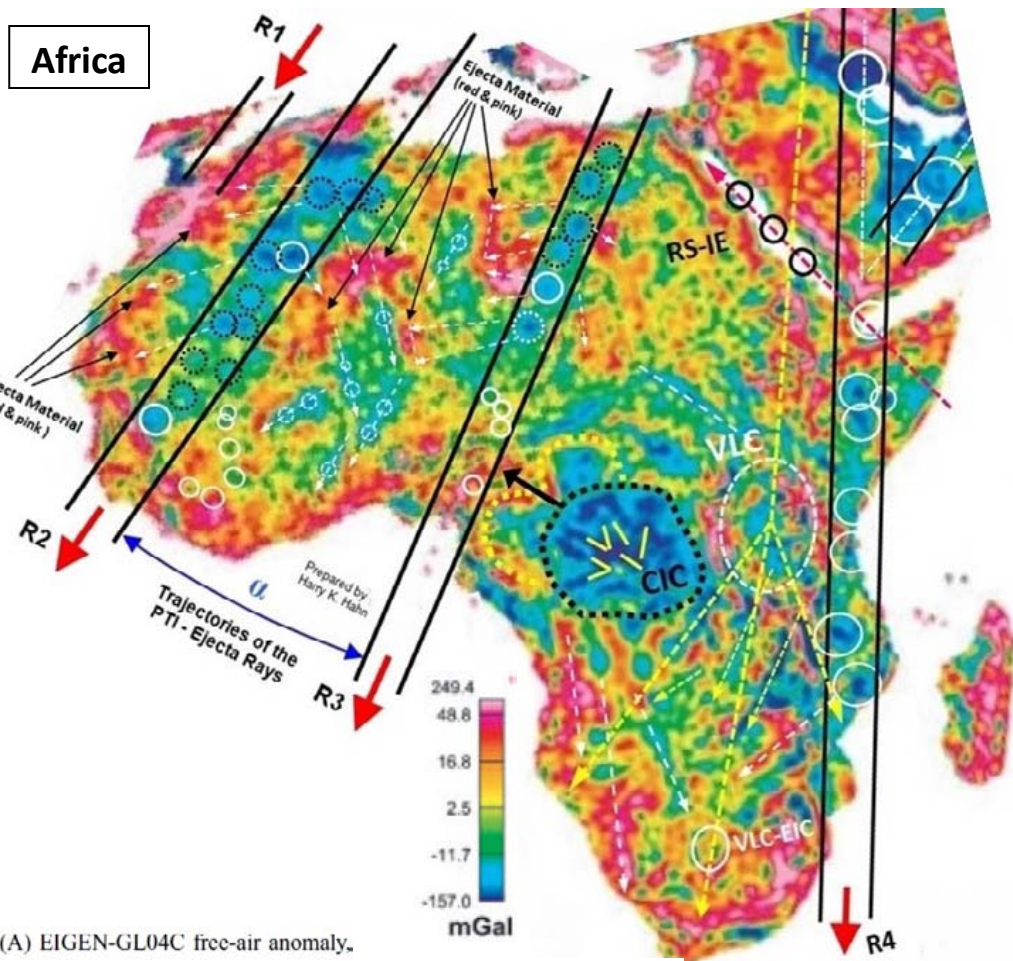 Africa
R1
Ejecta Material
(red & pink)
RS-IE
Material
& pink )
VLC
CIC
R2
α
Prepared by
Harry K. Hahn
Trajectories of the
PTI - Ejecta Rays
R3
249.4
48.8
16.8
2.5
-11.7
-157.0
mGal
VLC-EIC
R4
(A) EIGEN-GL04C free-air anomaly.